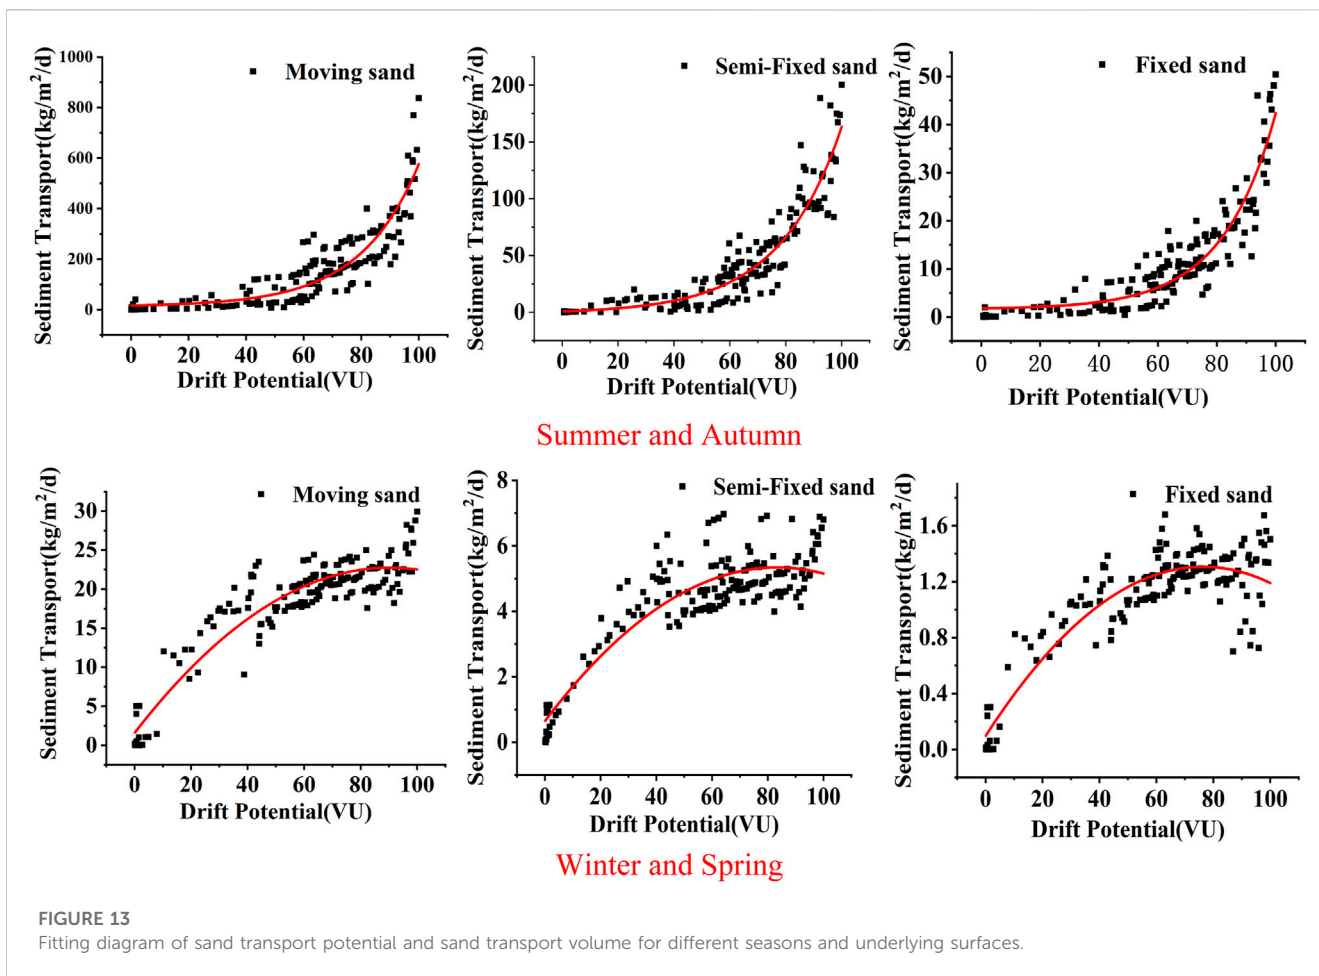 Moving sand
Sediment Transport(kg/m²/d)
1000
800
600
400
200
0
0 20 40 60 80 100
Drift Potential(VU)
Semi-Fixed sand
Sediment Transport(kg/m²/d)
200
150
100
50
0
0 20 40 60 80 100
Drift Potential(VU)
Fixed sand
Sediment Transport(kg/m²/d)
50
40
30
20
10
0
0 20 40 60 80 100
Drift Potential(VU)
Summer and Autumn
Moving sand
Sediment Transport(kg/m²/d)
30
25
20
15
10
5
0
0 20 40 60 80 100
Drift Potential(VU)
Semi-Fixed sand
Sediment Transport(kg/m²/d)
8
6
4
2
0
0 20 40 60 80 100
Drift Potential(VU)
Fixed sand
Sediment Transport(kg/m²/d)
1.6
1.2
0.8
0.4
0.0
0 20 40 60 80 100
Drift Potential(VU)
Winter and Spring
FIGURE 13
Fitting diagram of sand transport potential and sand transport volume for different seasons and underlying surfaces.